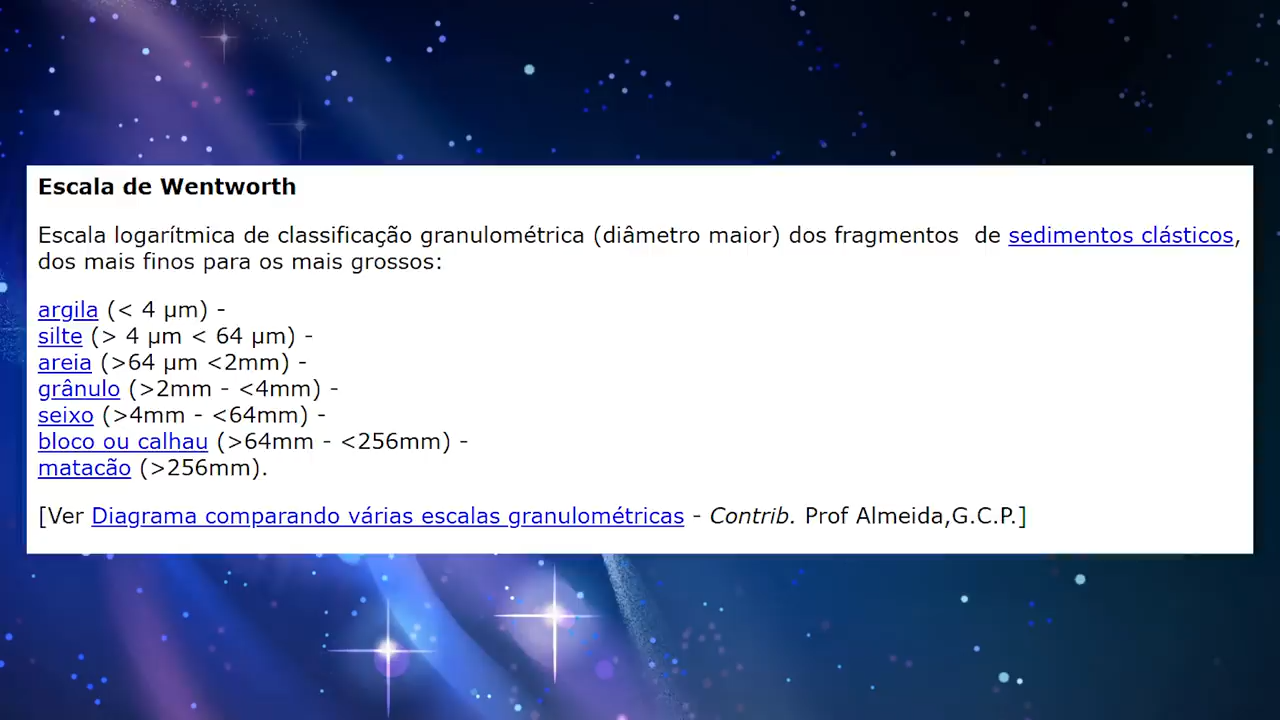 Escala de Wentworth
Escala logarítmica de classificação granulométrica (diâmetro maior) dos fragmentos  de sedimentos clásticos,
dos mais finos para os mais grossos:
argila (< 4 μm) -
silte (> 4 μm < 64 μm) -
areia (>64 μm <2mm) -
grânulo (>2mm - <4mm) -
seixo (>4mm - <64mm) -
bloco ou calhau (>64mm - <256mm) -
matacão (>256mm).
[Ver Diagrama comparando várias escalas granulométricas - Contrib. Prof Almeida,G.C.P.]